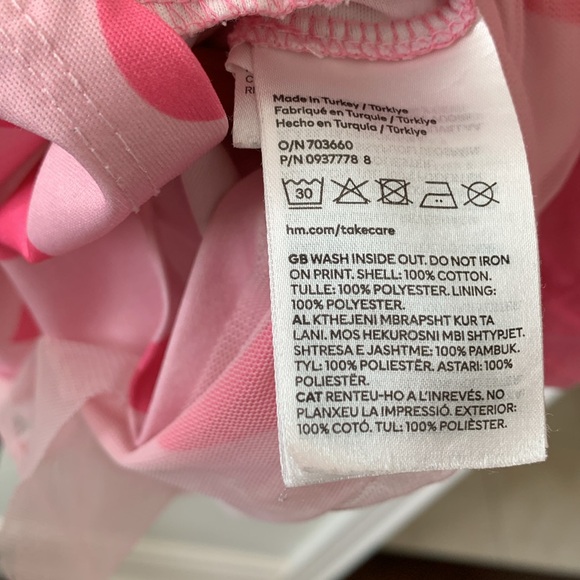 Made in Turkey / Türkiye
Fabriqué en Turquie / Türkiye
Hecho en Turquía / Türkiye
O/N 703660
P/N 0937778 8
30
hm.com/takecare
GB WASH INSIDE OUT. DO NOT IRON
ON PRINT. SHELL: 100% COTTON.
TULLE: 100% POLYESTER. LINING:
100% POLYESTER.
AL KTHEJENI MBRAPSHT KUR TA
LANI. MOS HEKUROSNI MBI SHTYPJET.
SHTRESA E JASHTME: 100% PAMBUK.
TYL: 100% POLIESTËR. ASTARI: 100%
POLIESTËR.
CAT RENTEU-HO A L'INREVÉS. NO
PLANXEU LA IMPRESSIÓ. EXTERIOR:
100% COTÓ. TUL: 100% POLIÈSTER.